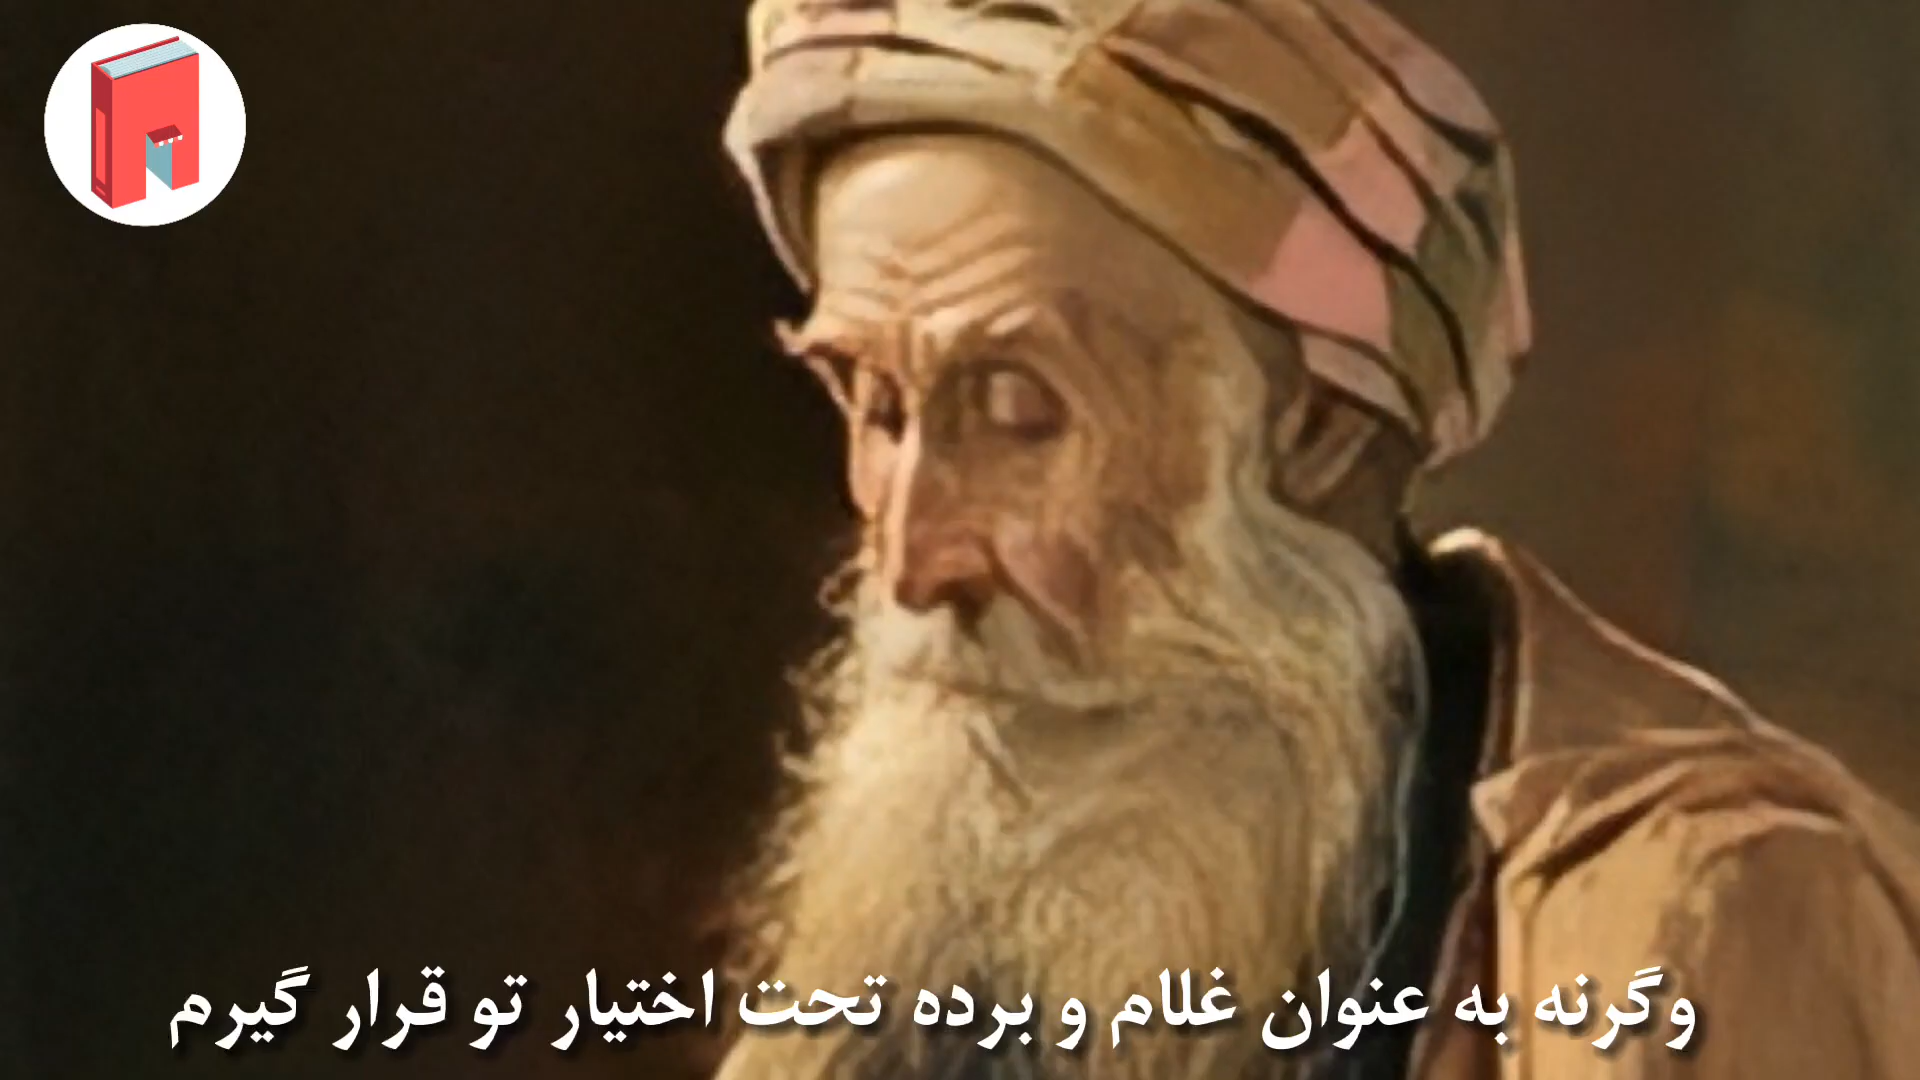 وگرنه به عنوان غلام و برده تحت اختیار تو قرار گیرم